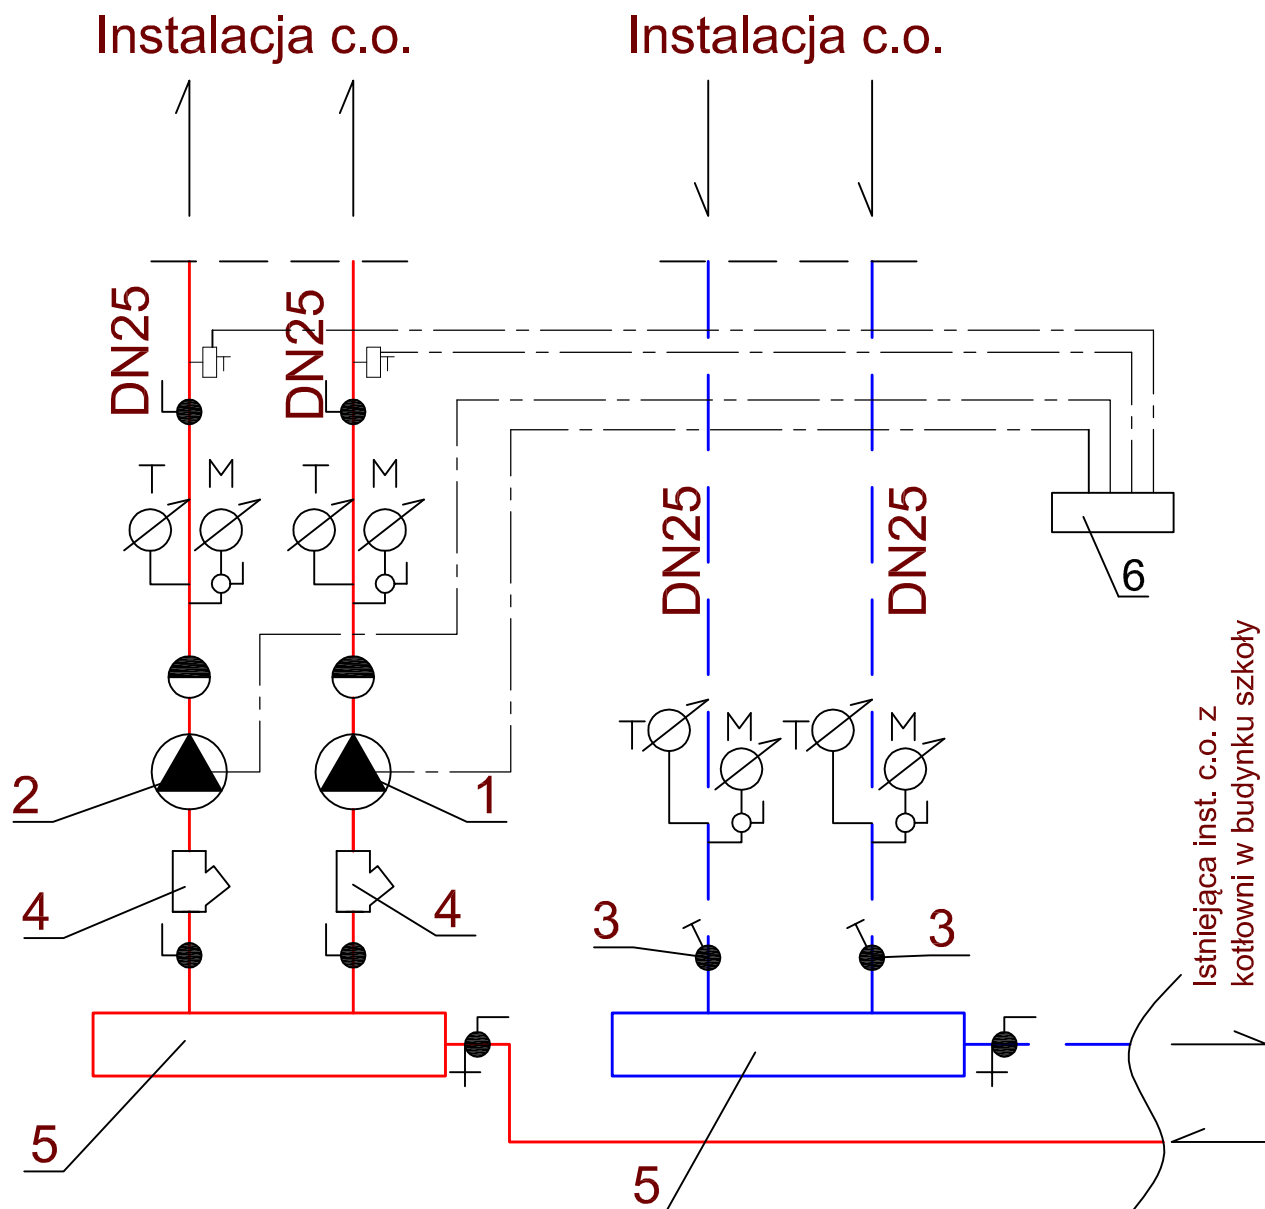 Instalacja c.o.
Instalacja c.o.
DN25
DN25
T
T
T M
T M
DN25
DN25
6
T M
T M
2
1
4
4
3
3
5
5
Istniejąca inst. c.o. z
kotłowni w budynku szkoły